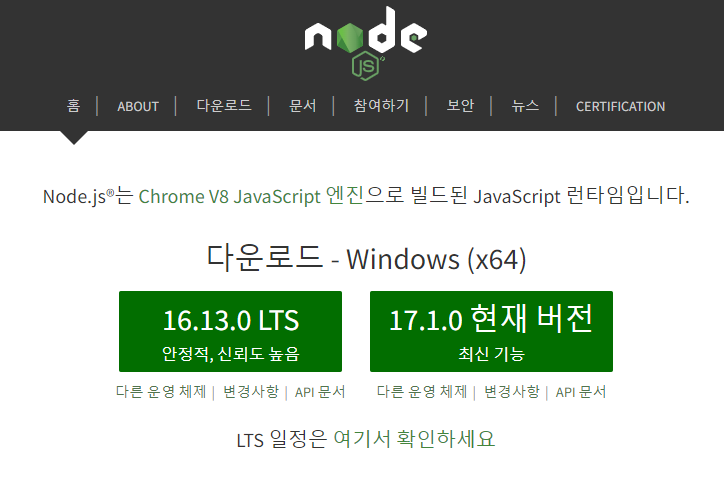 node
JS
홈 | ABOUT | 다운로드 | 문서 | 참여하기 | 보안 | 뉴스 | CERTIFICATION
Node.js®는 Chrome V8 JavaScript 엔진으로 빌드된 JavaScript 런타임입니다.
다운로드 - Windows (x64)
16.13.0 LTS
안정적, 신뢰도 높음
17.1.0 현재 버전
최신 기능
다른 운영 체제 | 변경사항 | API 문서
다른 운영 체제 | 변경사항 | API 문서
LTS 일정은 여기서 확인하세요